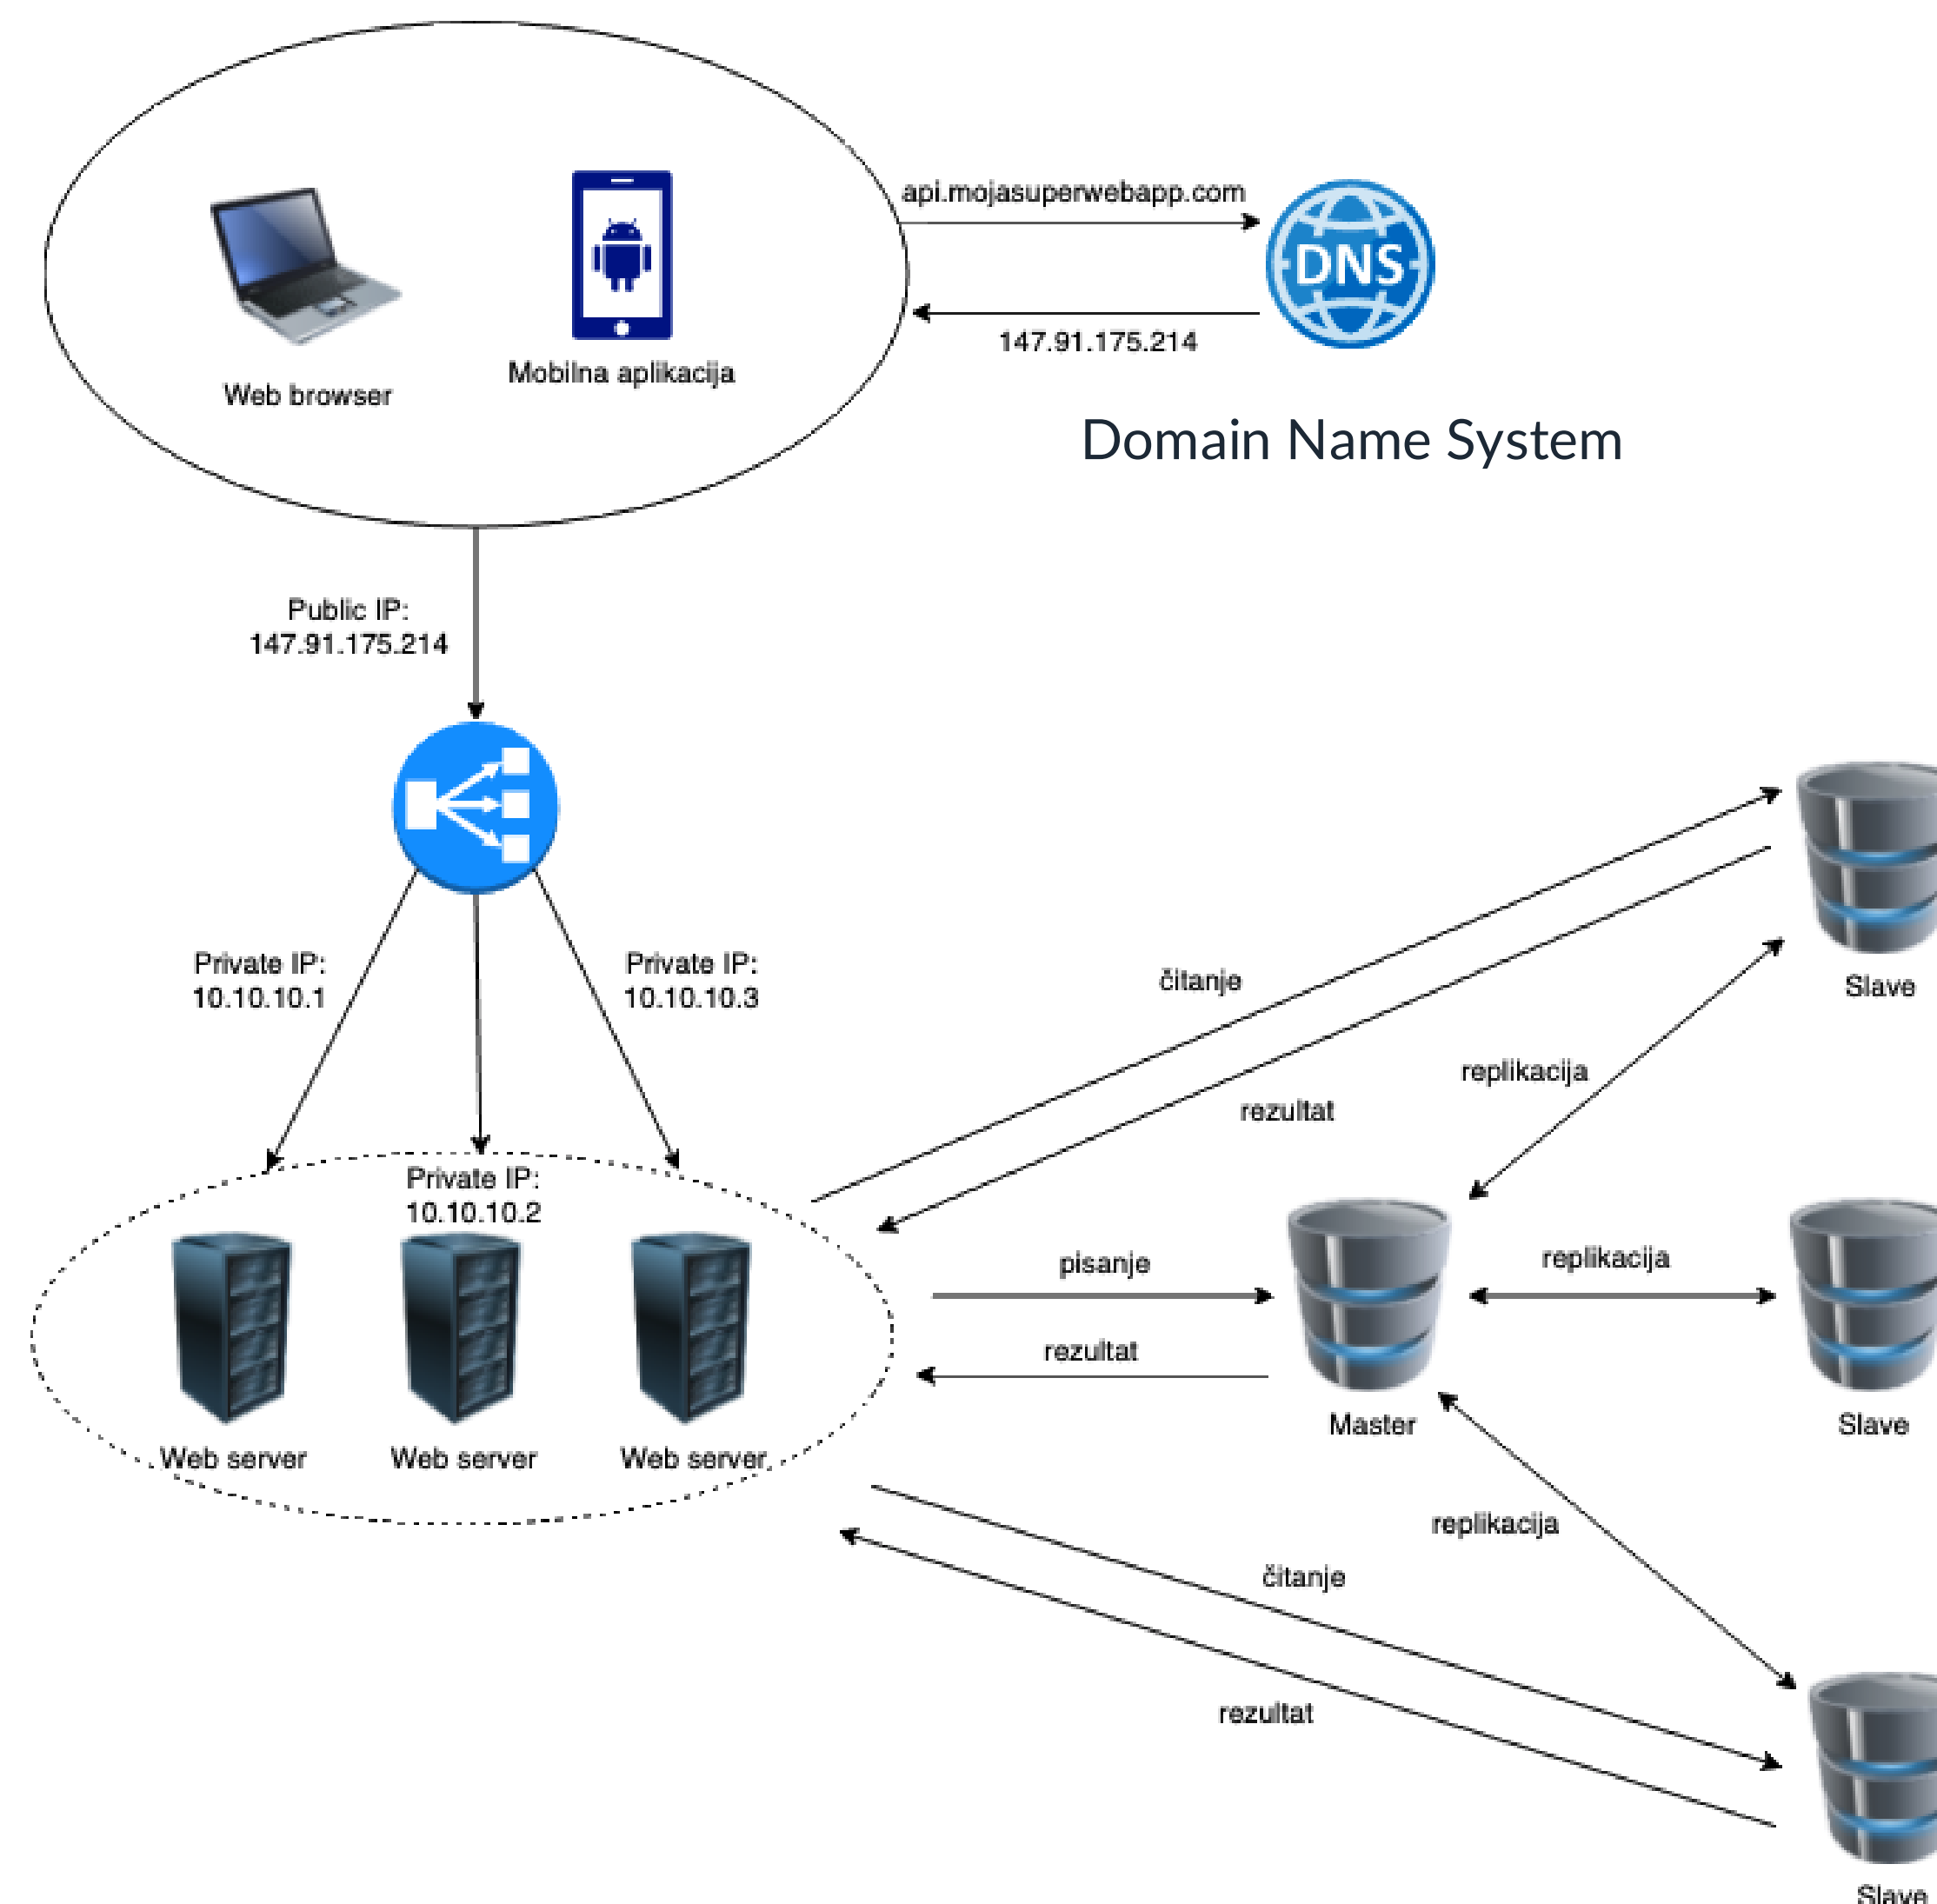 api.mojasuperwebapp.com
DNS
147.91.175.214
Web browser
Mobilna aplikacija
Domain Name System
Public IP:
147.91.175.214
Private IP:
10.10.10.1
Private IP:
10.10.10.3
Private IP:
10.10.10.2
Web server
Web server
Web server
čitanje
rezultat
replikacija
Slave
pisanje
rezultat
Master
replikacija
Slave
replikacija
čitanje
rezultat
Slave